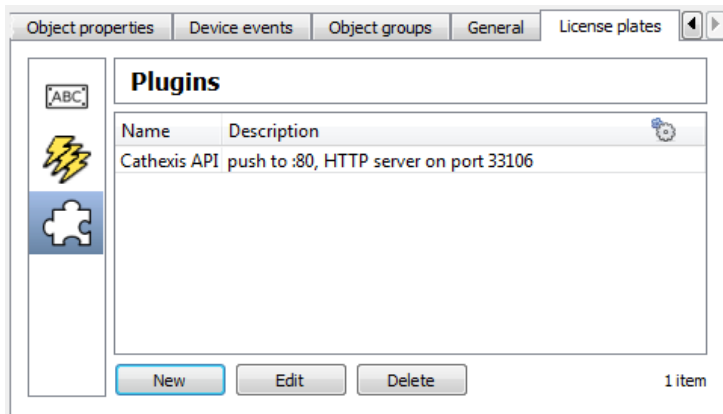 Object properties Device events Object groups General License plates
ABC
Plugins
Name Description
Cathexis API push to :80, HTTP server on port 33106
New Edit Delete 1 item